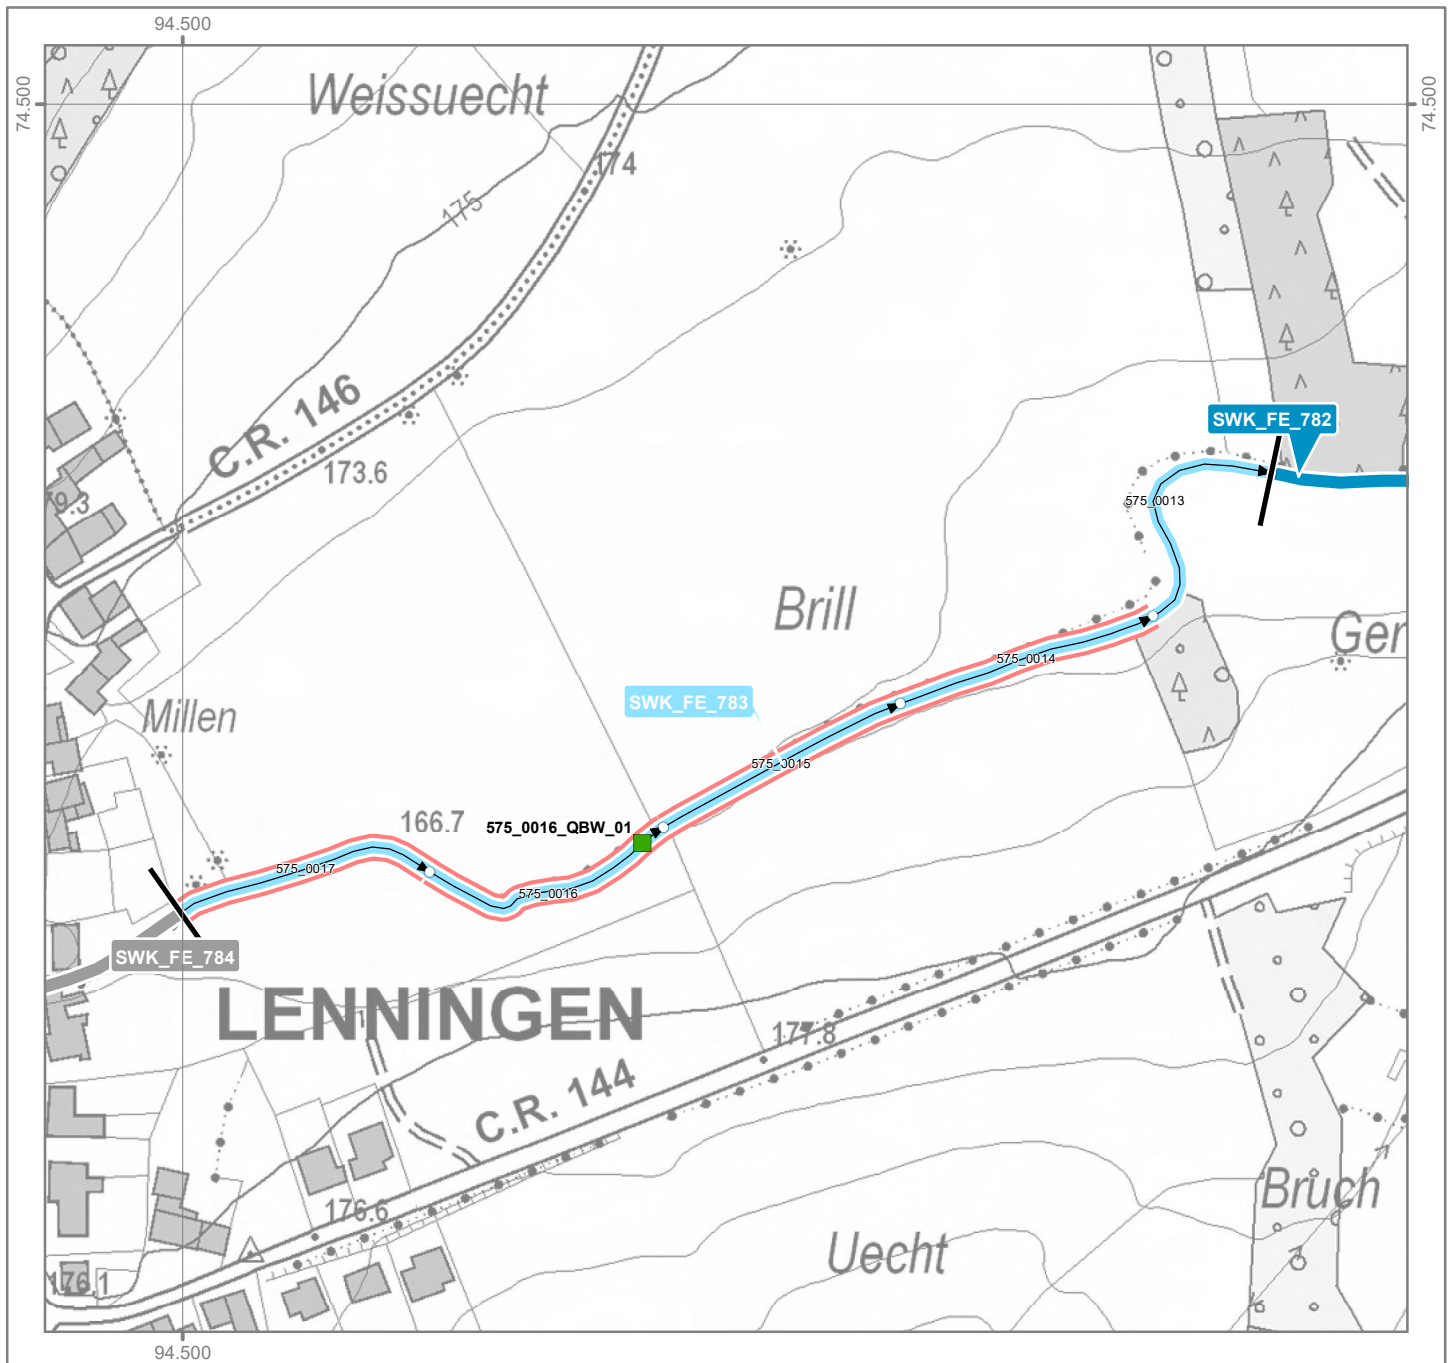 94.500
74.500
74.500
Weissuecht
174
175
C.R. 146
173.6
SWK_FE_782
575_0013
9.3
Brill
Ger
575_0014
SWK_FE_783
Millen
575_0015
166.7
575_0016_QBW_01
575_0017
575_0016
SWK_FE_784
LENNINGEN
177.8
C.R. 144
Bruch
176.6
Uecht
176.1
94.500